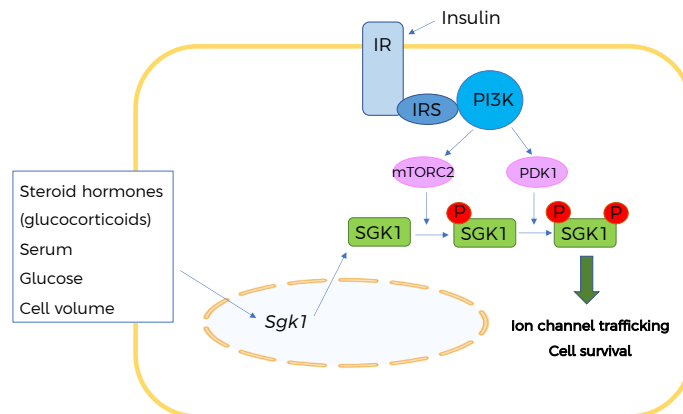 Insulin
IR
IRS
PI3K
mTORC2
PDK1
Steroid hormones
(glucocorticoids)
Serum
Glucose
Cell volume
P
P
P
SGK1
SGK1
SGK1
Sgk1
Ion channel trafficking
Cell survival